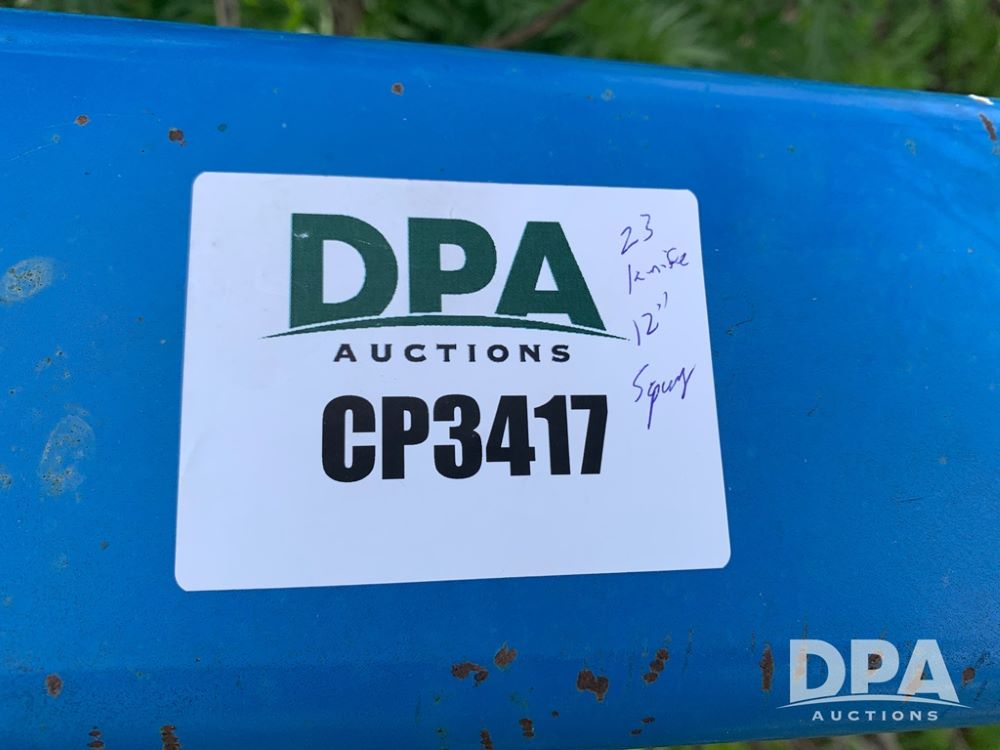 DPA
AUCTIONS
CP3417
23
knife
12"
DPA
AUCTIONS